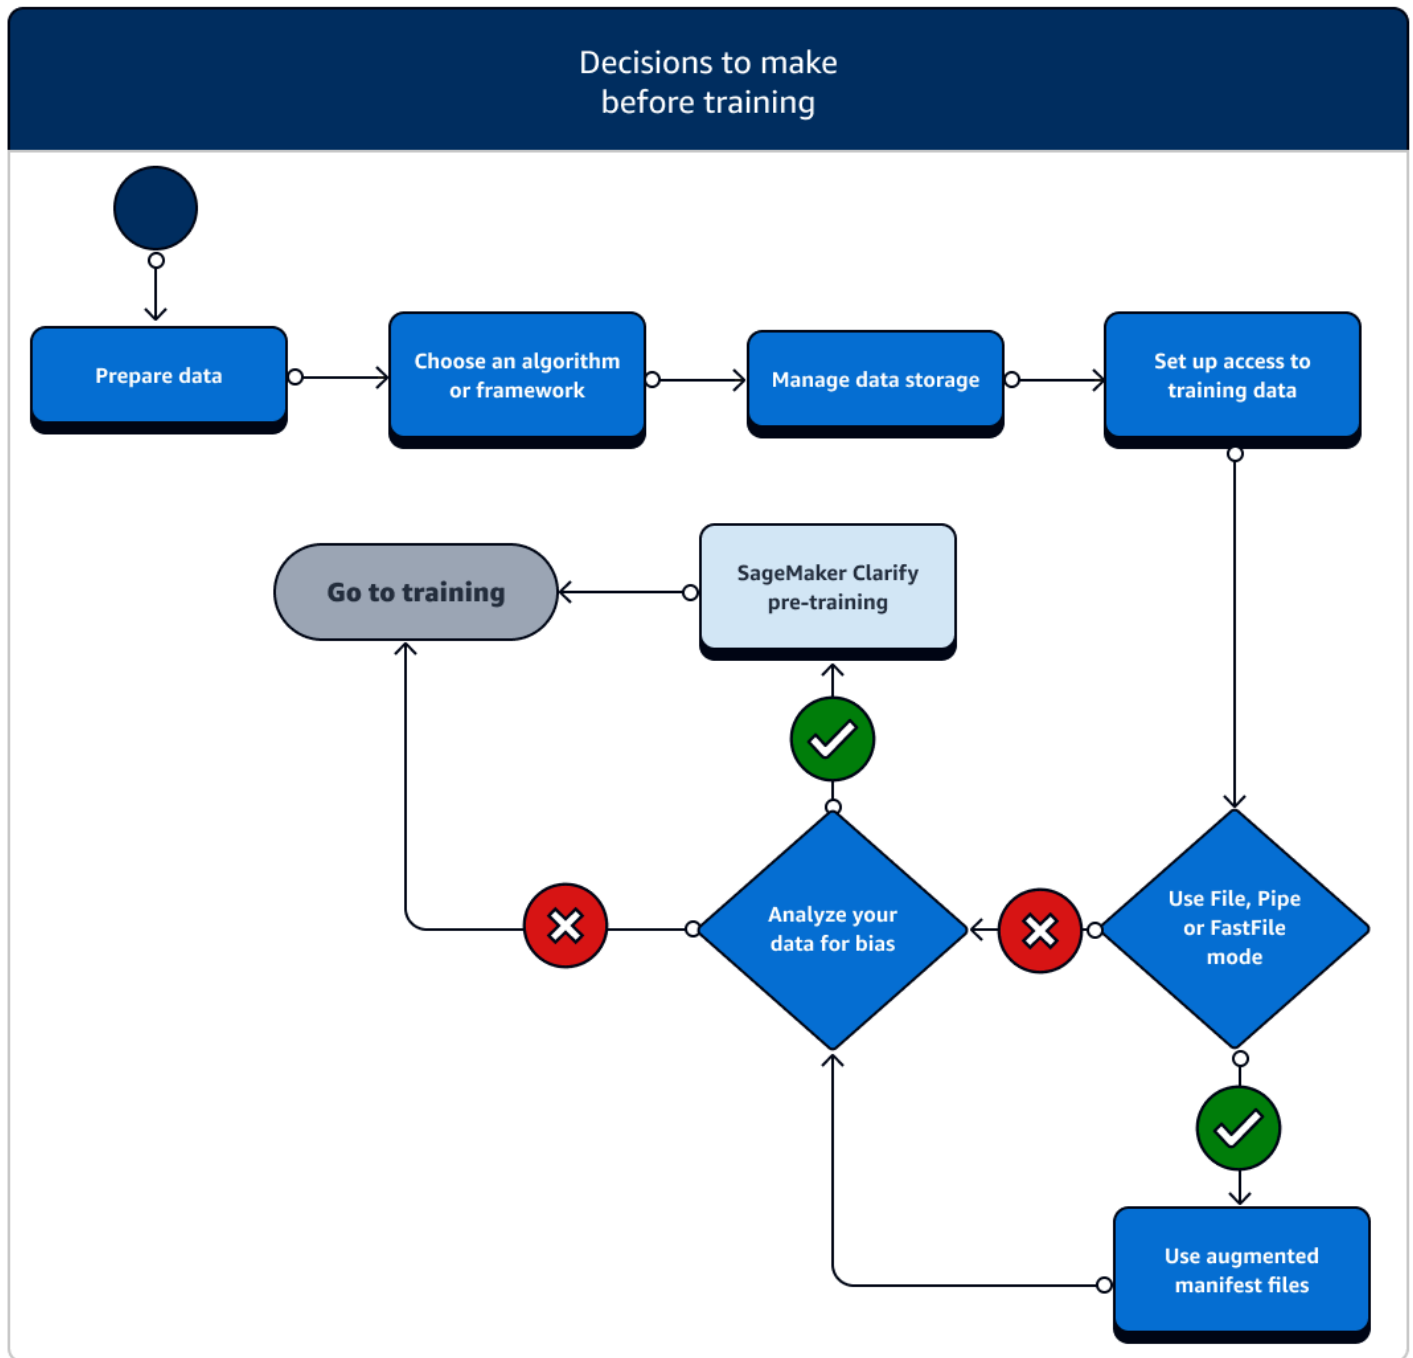 Decisions to make
before training
Prepare data
Choose an algorithm
or framework
Manage data storage
Set up access to
training data
Go to training
SageMaker Clarify
pre-training
Analyze your
data for bias
Use File, Pipe
or FastFile
mode
Use augmented
manifest files